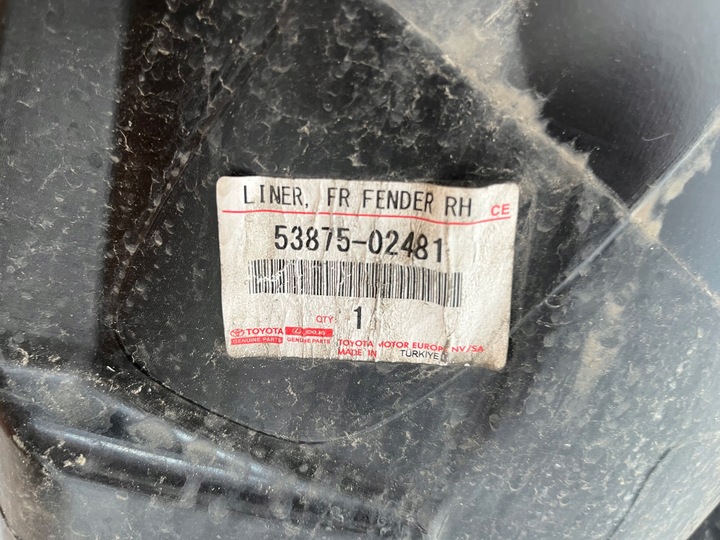 LINER, FR FENDER RH
CE
53875-02481
QTY: 1
TOYOTA
GENUINE PARTS
GENUINE PARTS
TOYOTA MOTOR EUROPE NV/SA
MADE IN TÜRKIYE